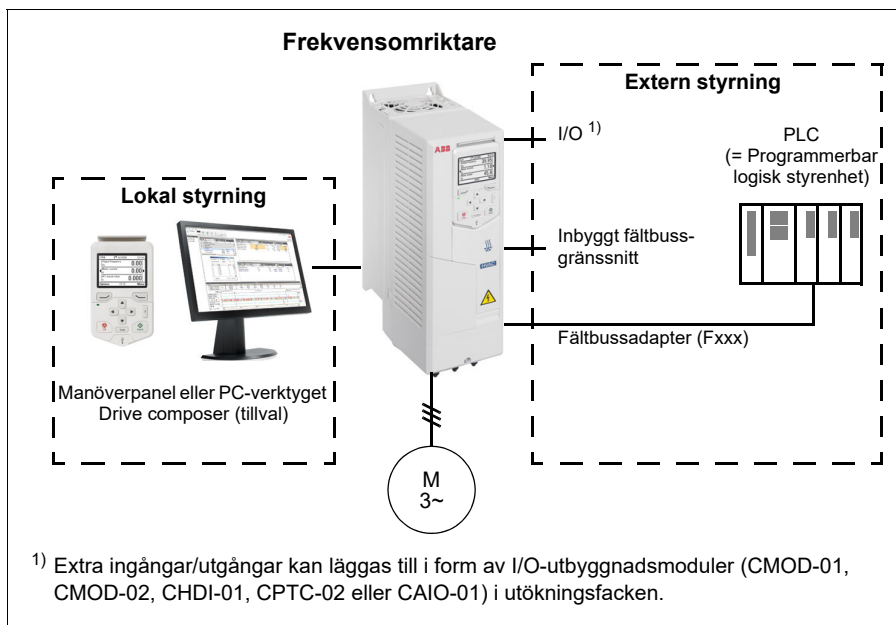 Frekvensomriktare
Extern styrning
I/O 1)
PLC
(= Programmerbar
logisk styrenhet)
ABB
Lokal styrning
Inbyggt fältbuss-
gränssnitt
Fältbussadapter (Fxxx)
Manöverpanel eller PC-verktyget
Drive composer (tillval)
M
3~
1) Extra ingångar/utgångar kan läggas till i form av I/O-utbyggnadsmoduler (CMOD-01,
CMOD-02, CHDI-01, CPTC-02 eller CAIO-01) i utökningsfacken.